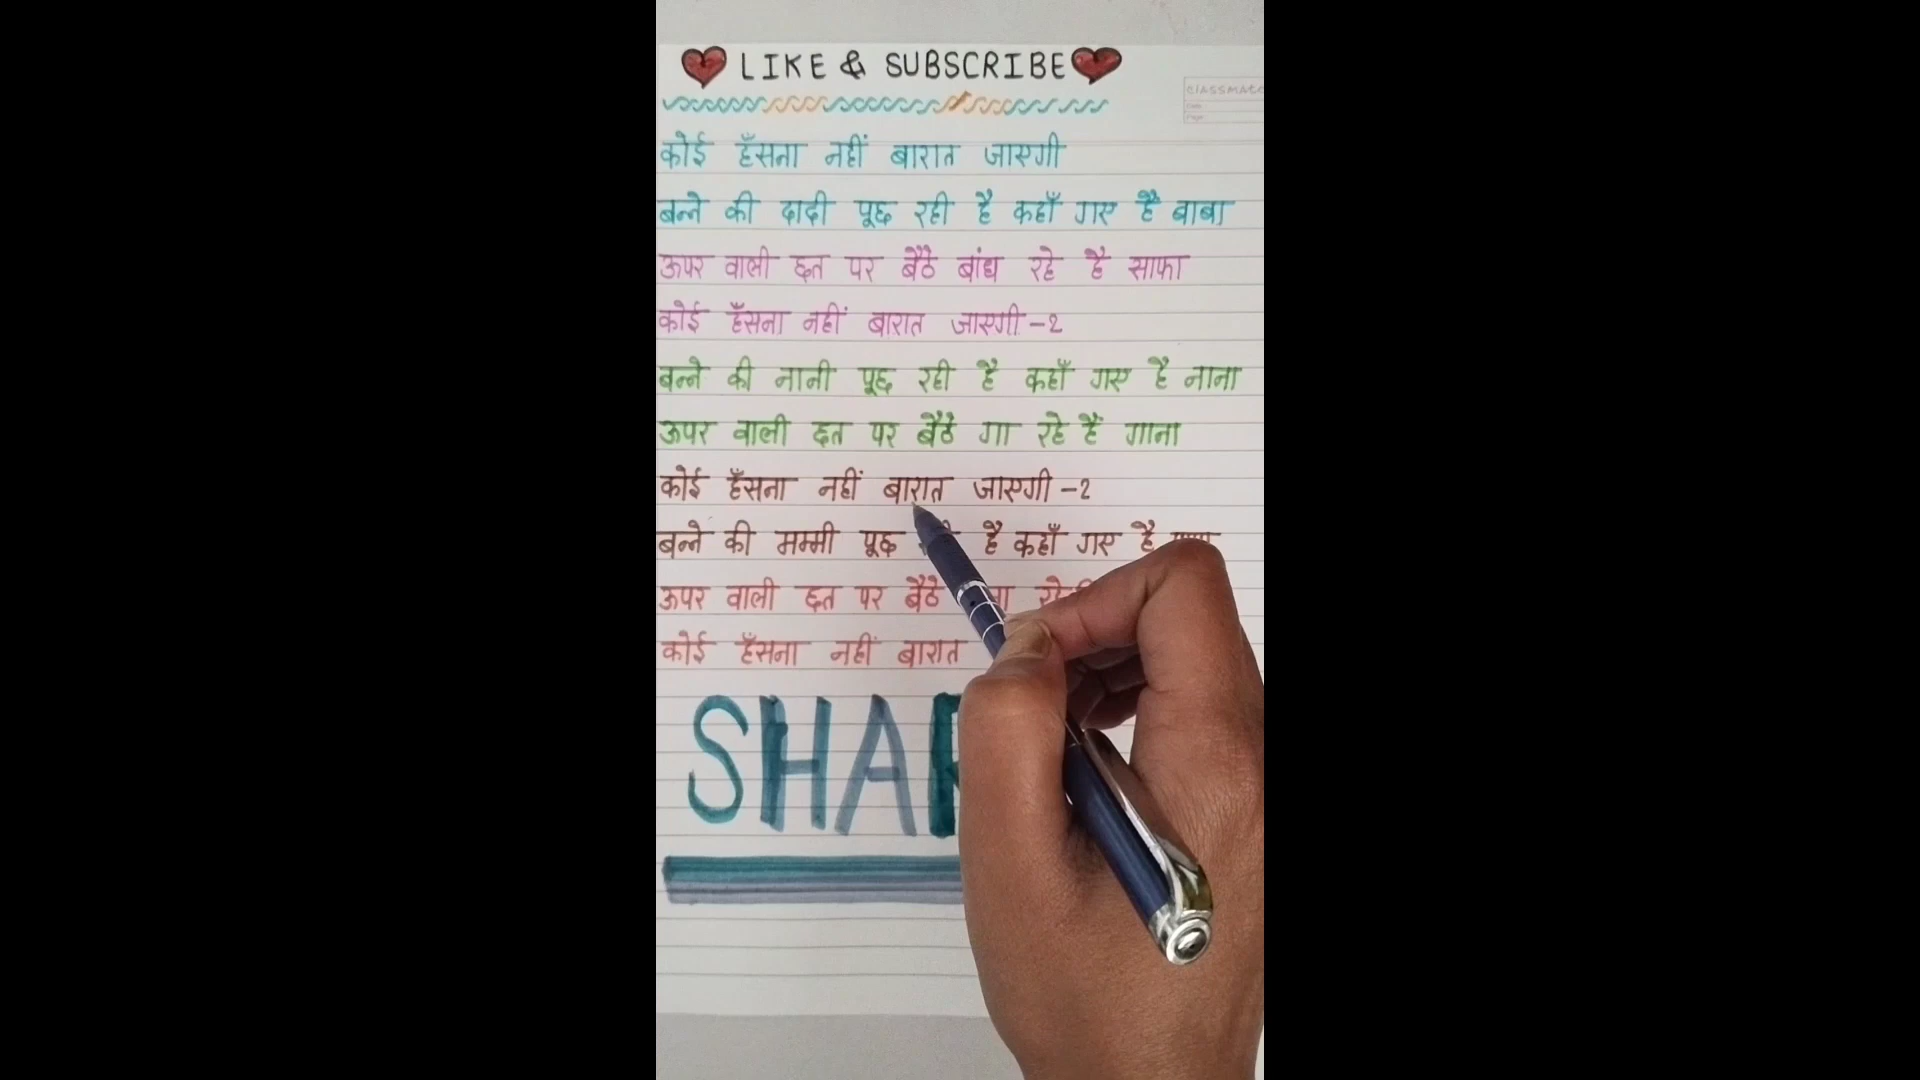 LIKE & SUBSCRIBE
classmate
कोई हँसना नहीं बारात जाएगी
बन्ने की दादी पूछ रही है कहाँ गए है बाबा
ऊपर वाली छत पर बैठे बांध रहे है साफा
कोई हँसना नहीं बारात जाएगी -2
बन्ने की नानी पूछ रही है कहाँ गए है नाना
ऊपर वाली छत पर बैठे गा रहे हैं गाना
कोई हँसना नहीं बारात जाएगी -2
बन्ने की मम्मी पूछ है कहाँ गए है
ऊपर वाली छत पर बैठे
कोई हँसना नहीं बारात
SHA